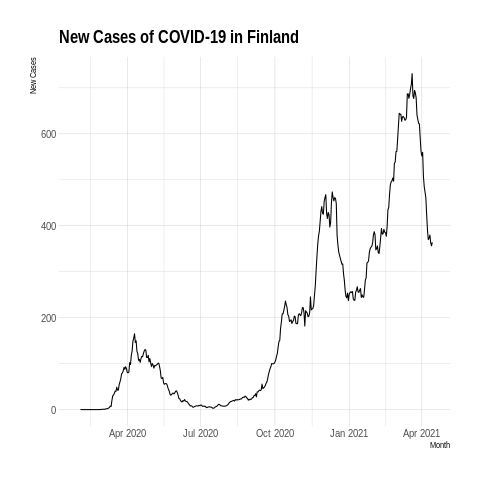 New Cases of COVID-19 in Finland
New Cases
600
400
200
0
Apr 2020 Jul 2020 Oct 2020 Jan 2021 Apr 2021
Month